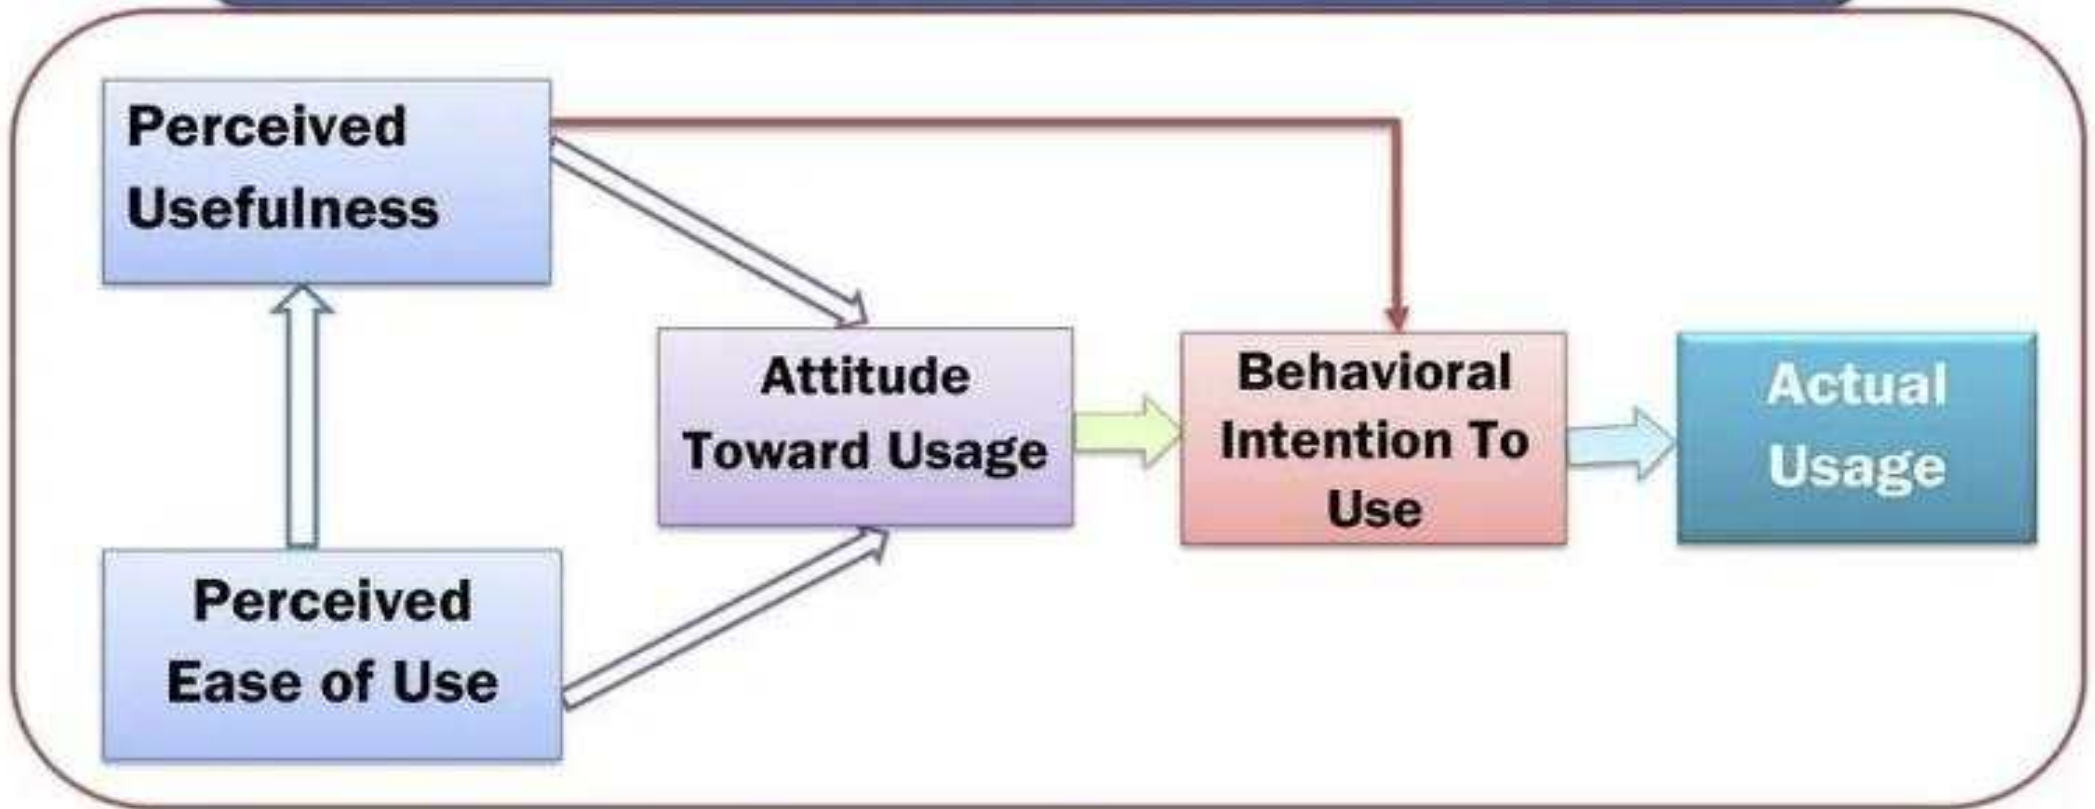 Perceived
Usefulness
Attitude
Toward Usage
Behavioral
Intention To
Use
Actual
Usage
Perceived
Ease of Use